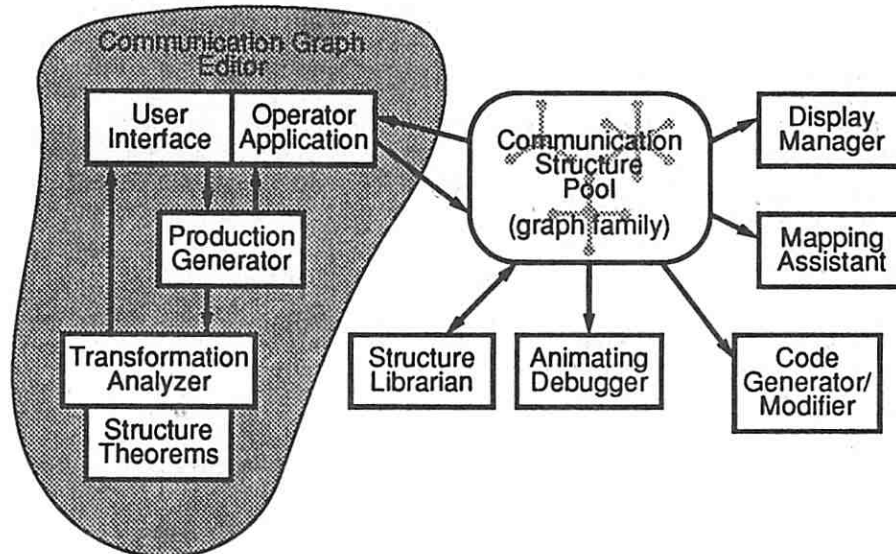 Communication Graph
Editor
User
Interface
Operator
Application
Production
Generator
Transformation
Analyzer
Structure
Theorems
Communication
Structure
Pool
(graph family)
Structure
Librarian
Animating
Debugger
Display
Manager
Mapping
Assistant
Code
Generator/
Modifier